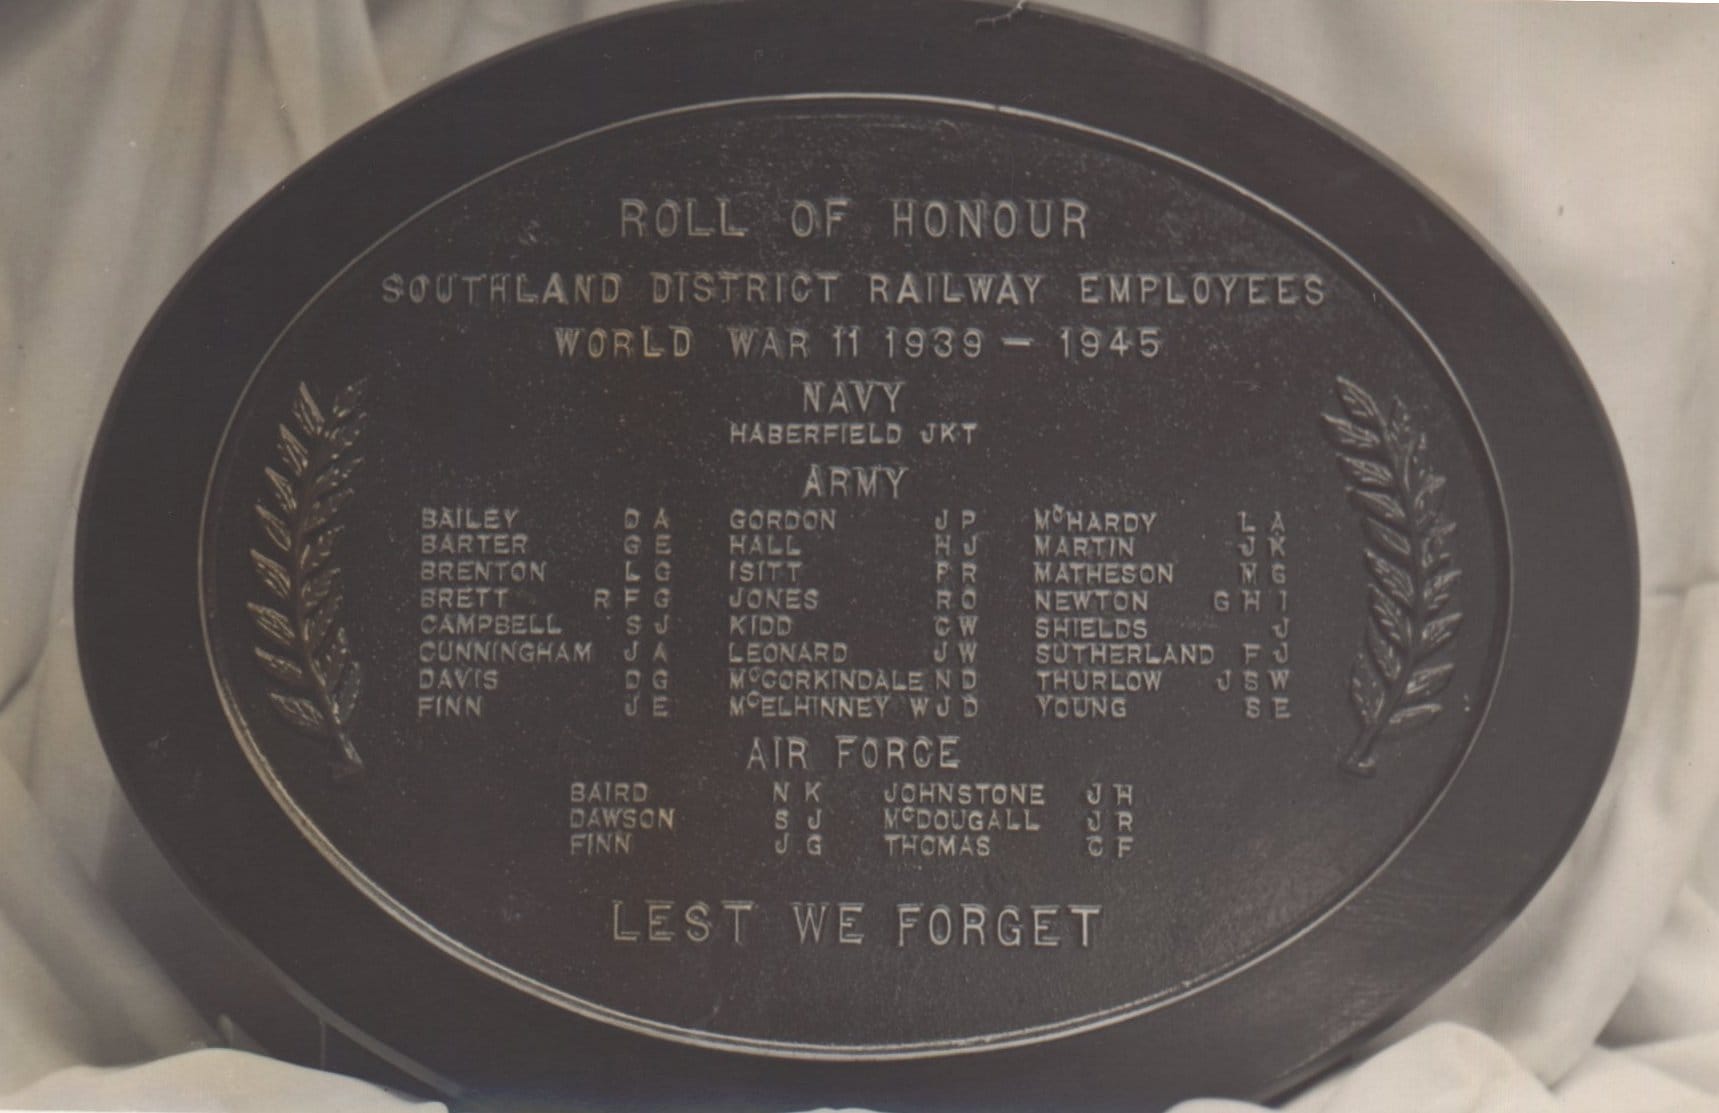 ROLL OF HONOUR
SOUTHLAND DISTRICT RAILWAY EMPLOYEES
WORLD WAR 11 1939 — 1945
NAVY
HABERFIELD JKT
ARMY
BAILEY D A GORDON J P McHARDY L A
BARTER G E HALL H J MARTIN J K
BRENTON L G ISITT P R MATHESON M G
BRETT R F G JONES R O NEWTON G H I
CAMPBELL S J KIDD C W SHIELDS J
CUNNINGHAM J A LEONARD J W SUTHERLAND F J
DAVIS D G McCORKINDALE N D THURLOW J S W
FINN J E McELHINNEY W J D YOUNG S E
AIR FORCE
BAIRD N K JOHNSTONE J H
DAWSON S J McDOUGALL J R
FINN J G THOMAS C F
LEST WE FORGET